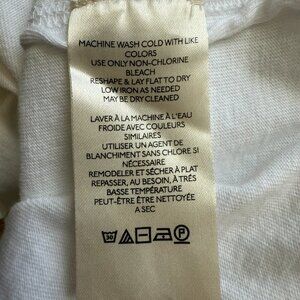 MACHINE WASH COLD WITH LIKE
COLORS
USE ONLY NON-CHLORINE
BLEACH
RESHAPE & LAY FLAT TO DRY
LOW IRON AS NEEDED
MAY BE DRY CLEANED
LAVER À LA MACHINE À L'EAU
FROIDE AVEC COULEURS
SIMILAIRES
UTILISER UN AGENT DE
BLANCHIMENT SANS CHLORE SI
NÉCESSAIRE
REMODELER ET SÉCHER À PLAT
REPASSER, AU BESOIN, À TRÉS
BASSE TEMPÉRATURE
PEUT-ÊTRE ÊTRE NETTOYÉE
A SEC
30 P